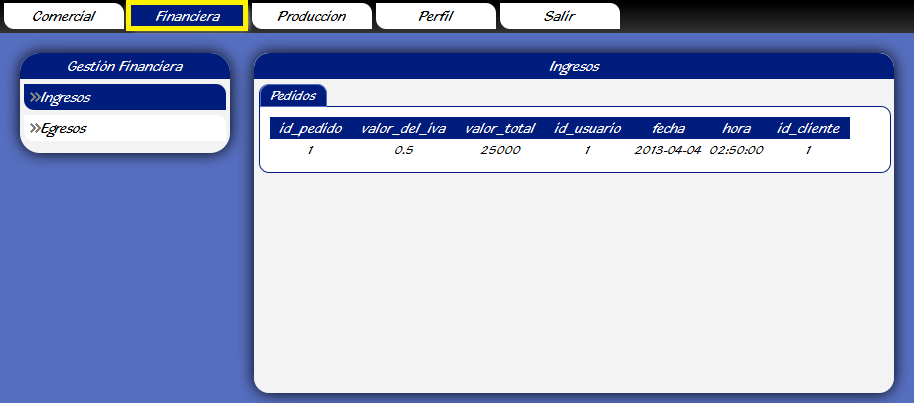 Comercial Financiera Produccion Perfil Salir
Gestión Financiera
»Ingresos
»Egresos
Ingresos
Pedidos
id_pedido valor_del_iva valor_total id_usuario fecha hora id_cliente
1 0.5 25000 1 2013-04-04 02:50:00 1